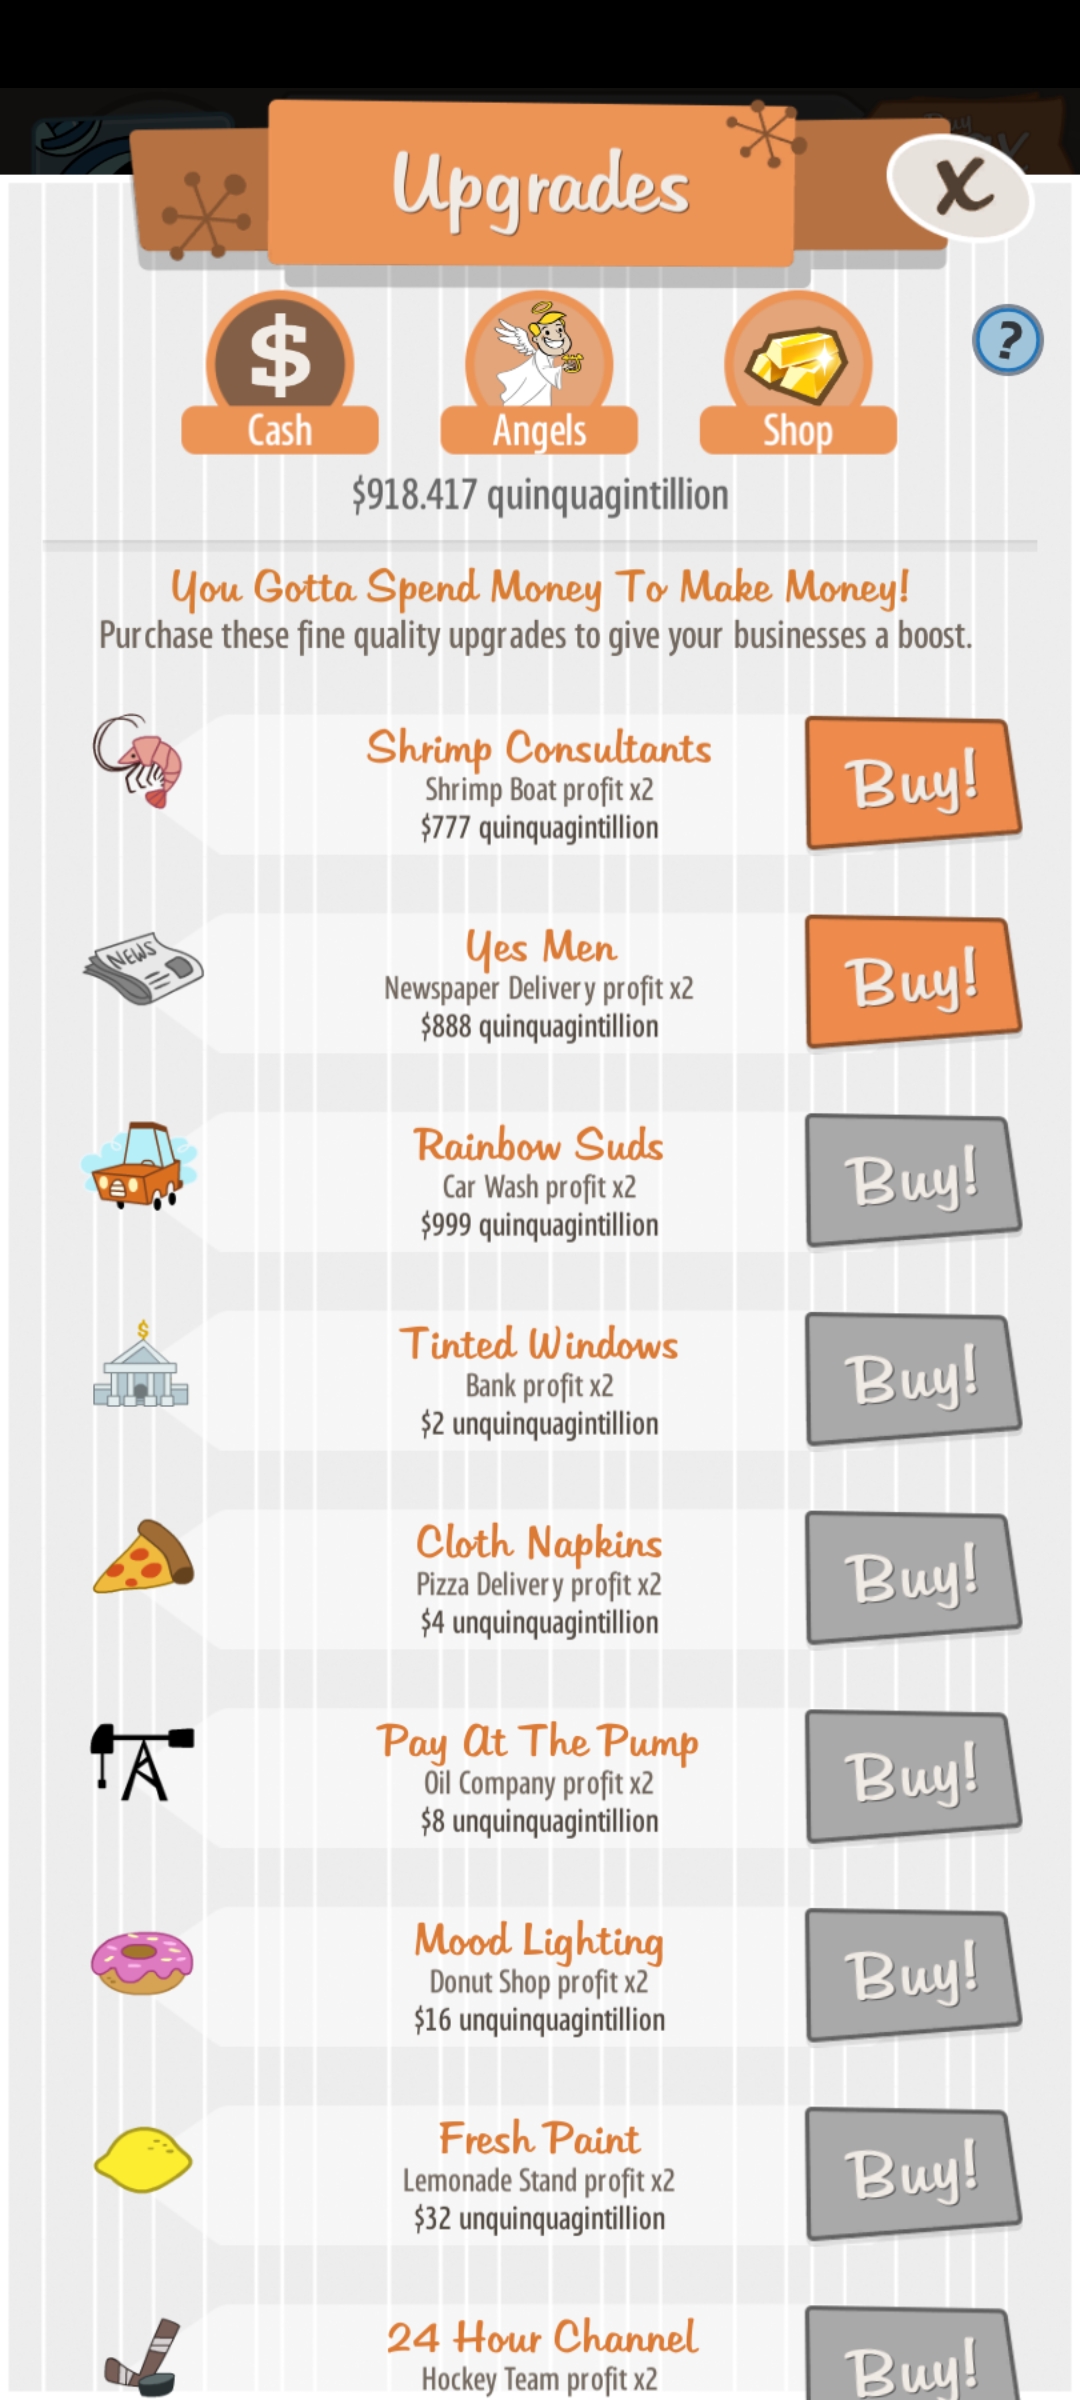 Buy
Upgrades
X
$
Cash
Angels
Shop
?
$918.417 quinquagintillion
You Gotta Spend Money To Make Money!
Purchase these fine quality upgrades to give your businesses a boost.
Shrimp Consultants
Shrimp Boat profit x2
$777 quinquagintillion
Buy!
NEWS
Yes Men
Newspaper Delivery profit x2
$888 quinquagintillion
Buy!
Rainbow Suds
Car Wash profit x2
$999 quinquagintillion
Buy!
$
Tinted Windows
Bank profit x2
$2 unquinquagintillion
Buy!
Cloth Napkins
Pizza Delivery profit x2
$4 unquinquagintillion
Buy!
Pay At The Pump
Oil Company profit x2
$8 unquinquagintillion
Buy!
Mood Lighting
Donut Shop profit x2
$16 unquinquagintillion
Buy!
Fresh Paint
Lemonade Stand profit x2
$32 unquinquagintillion
Buy!
24 Hour Channel
Hockey Team profit x2
Buy!